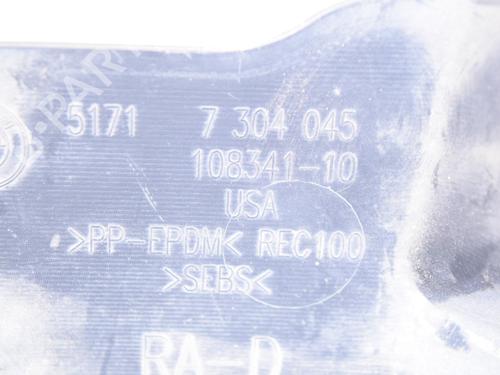 5171 7 304 045
108341-10
USA
>PP-EPDM< REC100
>SEBS<
RA-D